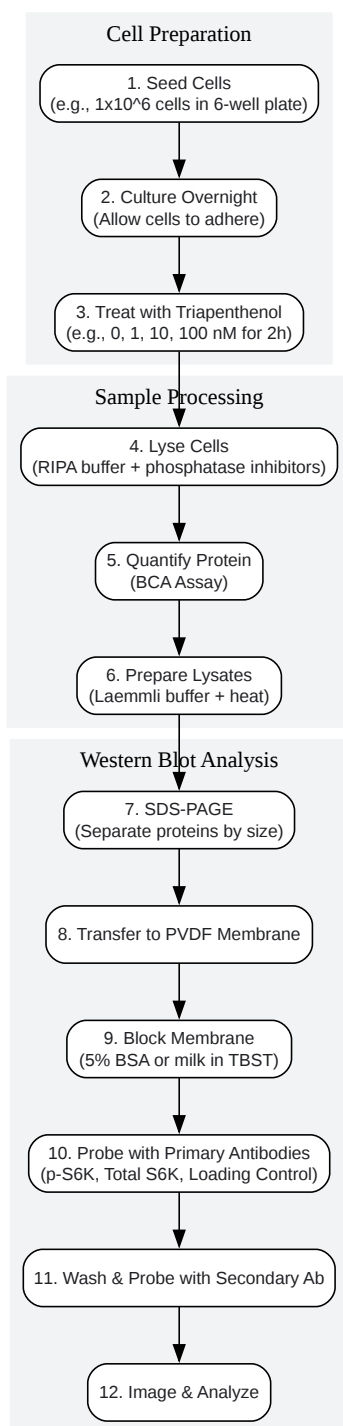 Cell Preparation
1. Seed Cells
(e.g., 1x10^6 cells in 6-well plate)
2. Culture Overnight
(Allow cells to adhere)
3. Treat with Triapenthenol
(e.g., 0, 1, 10, 100 nM for 2h)
Sample Processing
4. Lyse Cells
(RIPA buffer + phosphatase inhibitors)
5. Quantify Protein
(BCA Assay)
6. Prepare Lysates
(Laemmli buffer + heat)
Western Blot Analysis
7. SDS-PAGE
(Separate proteins by size)
8. Transfer to PVDF Membrane
9. Block Membrane
(5% BSA or milk in TBST)
10. Probe with Primary Antibodies
(p-S6K, Total S6K, Loading Control)
11. Wash & Probe with Secondary Ab
12. Image & Analyze